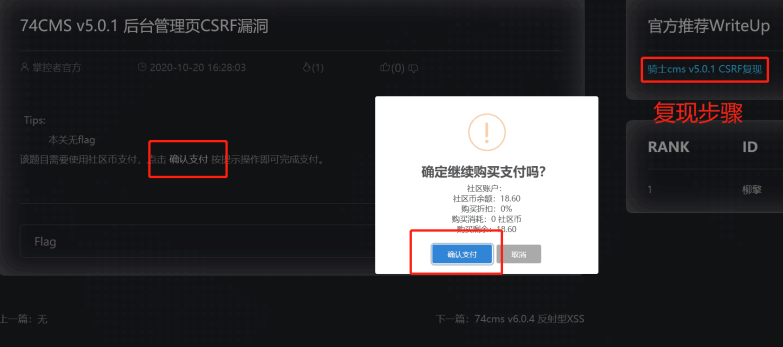 74CMS v5.0.1 后台管理页CSRF漏洞
掌控者官方 2020-10-20 16:28:03 (1) (0)
Tips:
本关无flag
该题目需要使用社区币支付，点击 确认支付 按提示操作即可完成支付。
Flag
上一篇：无
下一篇：74cms v6.0.4 反射型XSS
确定继续购买支付吗?
社区账户：
社区币余额：18.60
购买折扣：0%
购买消耗：0 社区币
购买剩余：18.60
确认支付 取消
官方推荐WriteUp
骑士cms v5.0.1 CSRF复现
复现步骤
RANK ID
1 柳擎